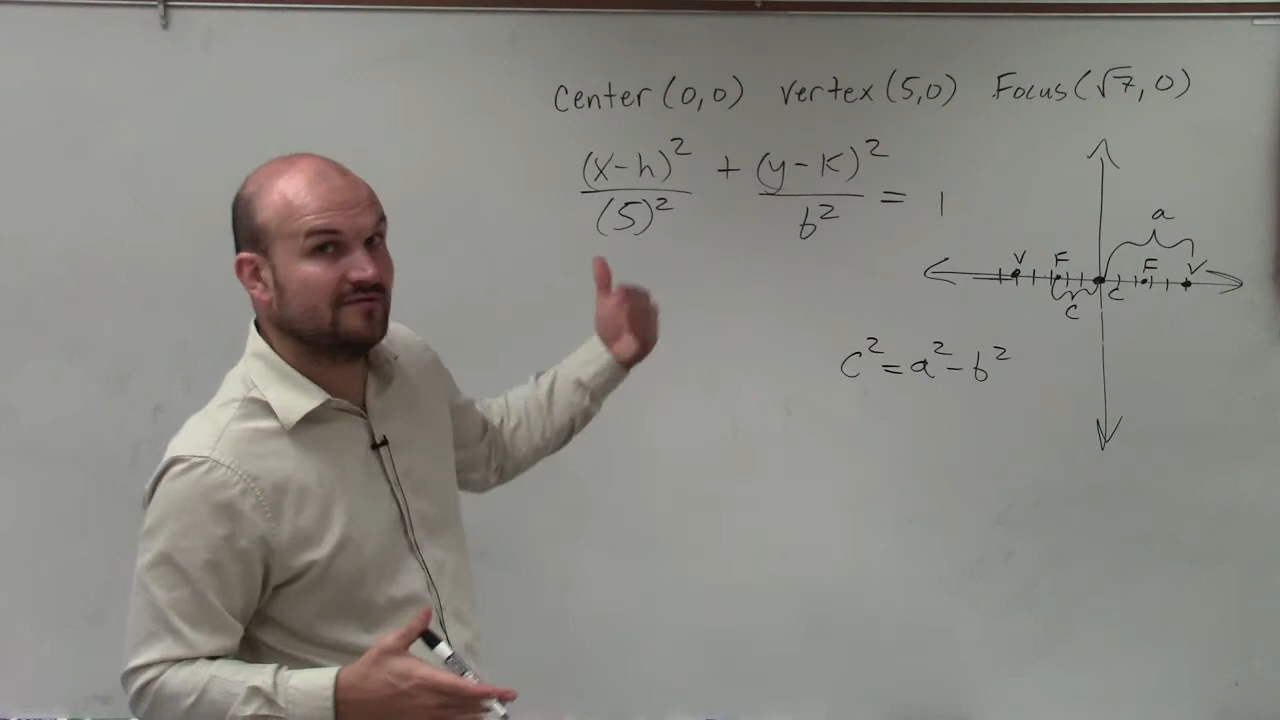 center (0,0) vertex (5,0) Focus (√7, 0)
(x-h)² / (5)² + (y-k)² / b² = 1
a
V F F V
C
c
c² = a² - b²